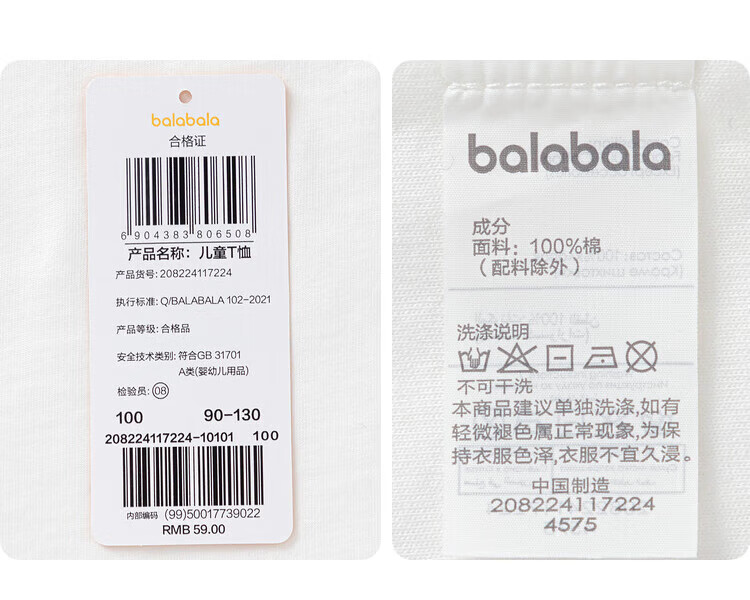 balabala
合格证
6 904383 806508
产品名称：儿童T恤
产品货号：208224117224
执行标准：Q/BALABALA 102-2021
产品等级：合格品
安全技术类别：符合GB 31701
A类(婴幼儿用品)
检验员：08
100 90-130
208224117224-10101 100
内部编码 (99)50017739022
RMB 59.00
balabala
成分
面料：100%棉
（配料除外）
洗涤说明
不可干洗
本商品建议单独洗涤,如有
轻微褪色属正常现象,为保
持衣服色泽,衣服不宜久浸。
中国制造
208224117224
4575